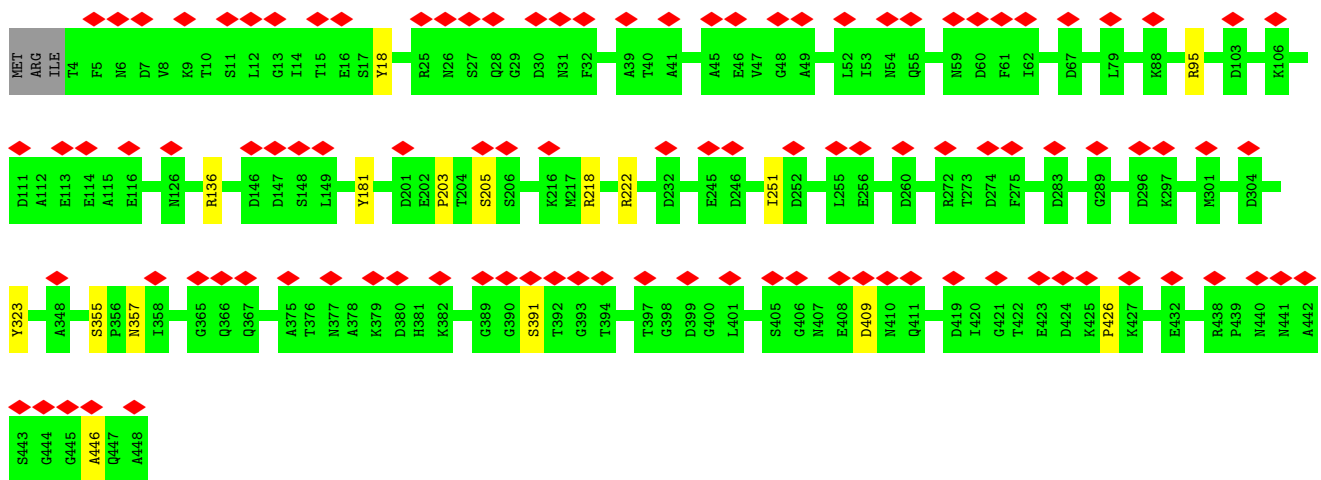 MET ARG ILE T4 F5 N6 D7 V8 K9 T10 S11 L12 G13 I14 T15 E16 S17 Y18 R25 N26 S27 Q28 G29 D30 N31 F32 A39 T40 A41 A45 E46 V47 G48 A49 L52 I53 N54 Q55 N59 D60 F61 I62 D67 L79 K88 R95 D103 K106
D111 A112 E113 E114 A115 E116 N126 R136 D146 D147 S148 L149 Y181 D201 E202 P203 T204 S205 S206 K216 M217 R218 R222 D232 E245 D246 I251 D252 L255 E256 D260 R272 T273 D274 F275 D283 G289 D296 K297 M301 D304
Y323 A348 S355 P356 N357 I358 G365 Q366 Q367 A375 T376 N377 A378 K379 D380 H381 K382 G389 G390 S391 T392 G393 T394 T397 G398 D399 G400 L401 S405 G406 N407 E408 D409 N410 Q411 D419 I420 G421 T422 E423 D424 K425 P426 K427 E432 R438 P439 N440 N441 A442
S443 G444 G445 A446 Q447 A448